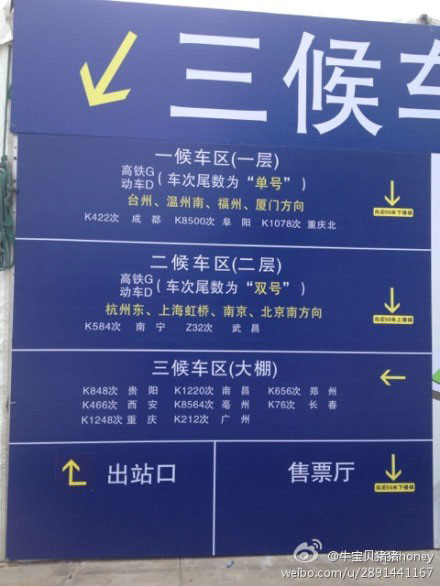 三候车
一候车区(一层)
高铁G
动车D
(车次尾数为“单号”)
台州、温州南、福州、厦门方向
K422次 成都 K8500次 阜阳 K1078次 重庆北
二候车区(二层)
高铁G
动车D
(车次尾数为“双号”)
杭州东、上海虹桥、南京、北京南方向
K584次 南宁 Z32次 武昌
三候车区(大棚)
K848次 贵阳 K1220次 南昌 K656次 郑州
K466次 西安 K8564次 亳州 K76次 长春
K1248次 重庆 K212次 广州
出站口
售票厅
@牛宝贝猪猪honey
weibo.com/u/2891441167